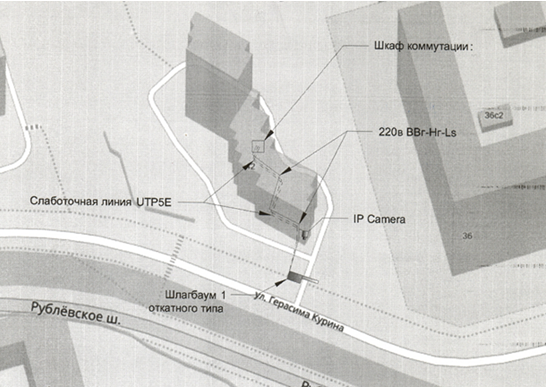 Шкаф коммутации:
36с2
220в ВВг-Нг-Ls
Слаботочная линия UTP5E
IP Camera
36
Шлагбаум 1
откатного типа
ул. Герасима Курина
Рублёвское ш.